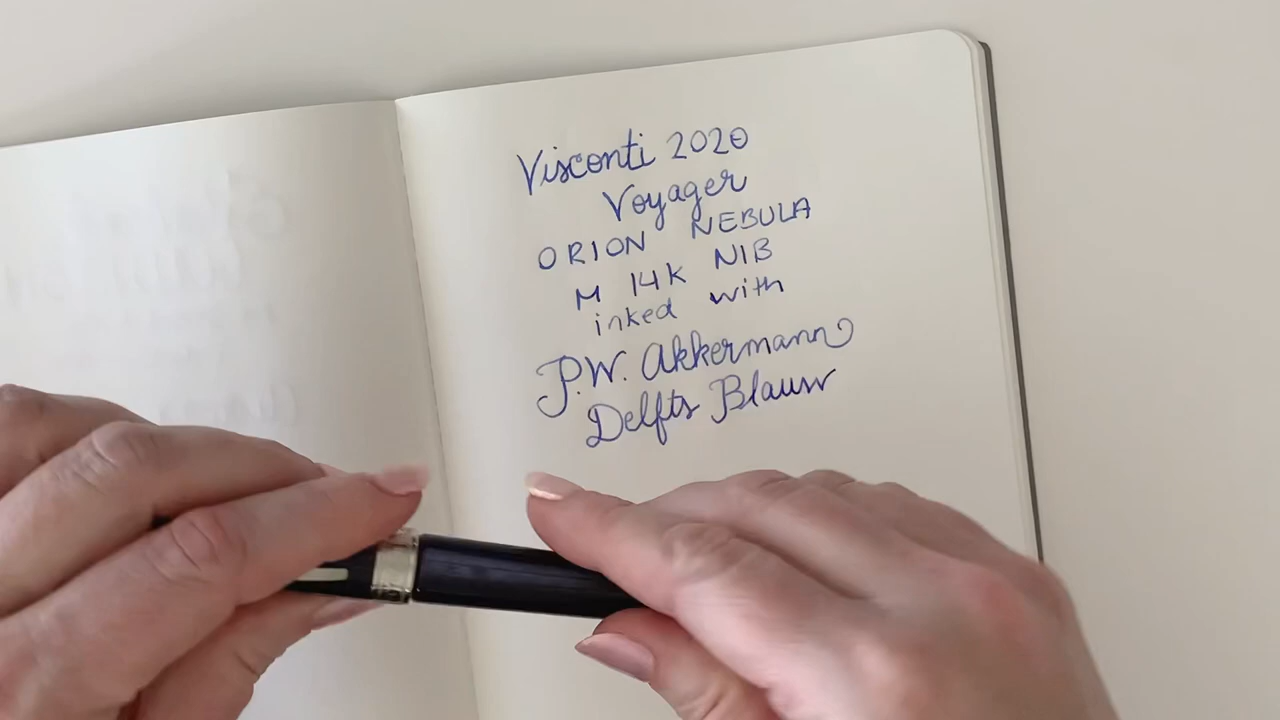 Visconti 2020
Voyager
ORION NEBULA
M 14K NIB
inked with
P.W. Akkermann
Delfts Blauw